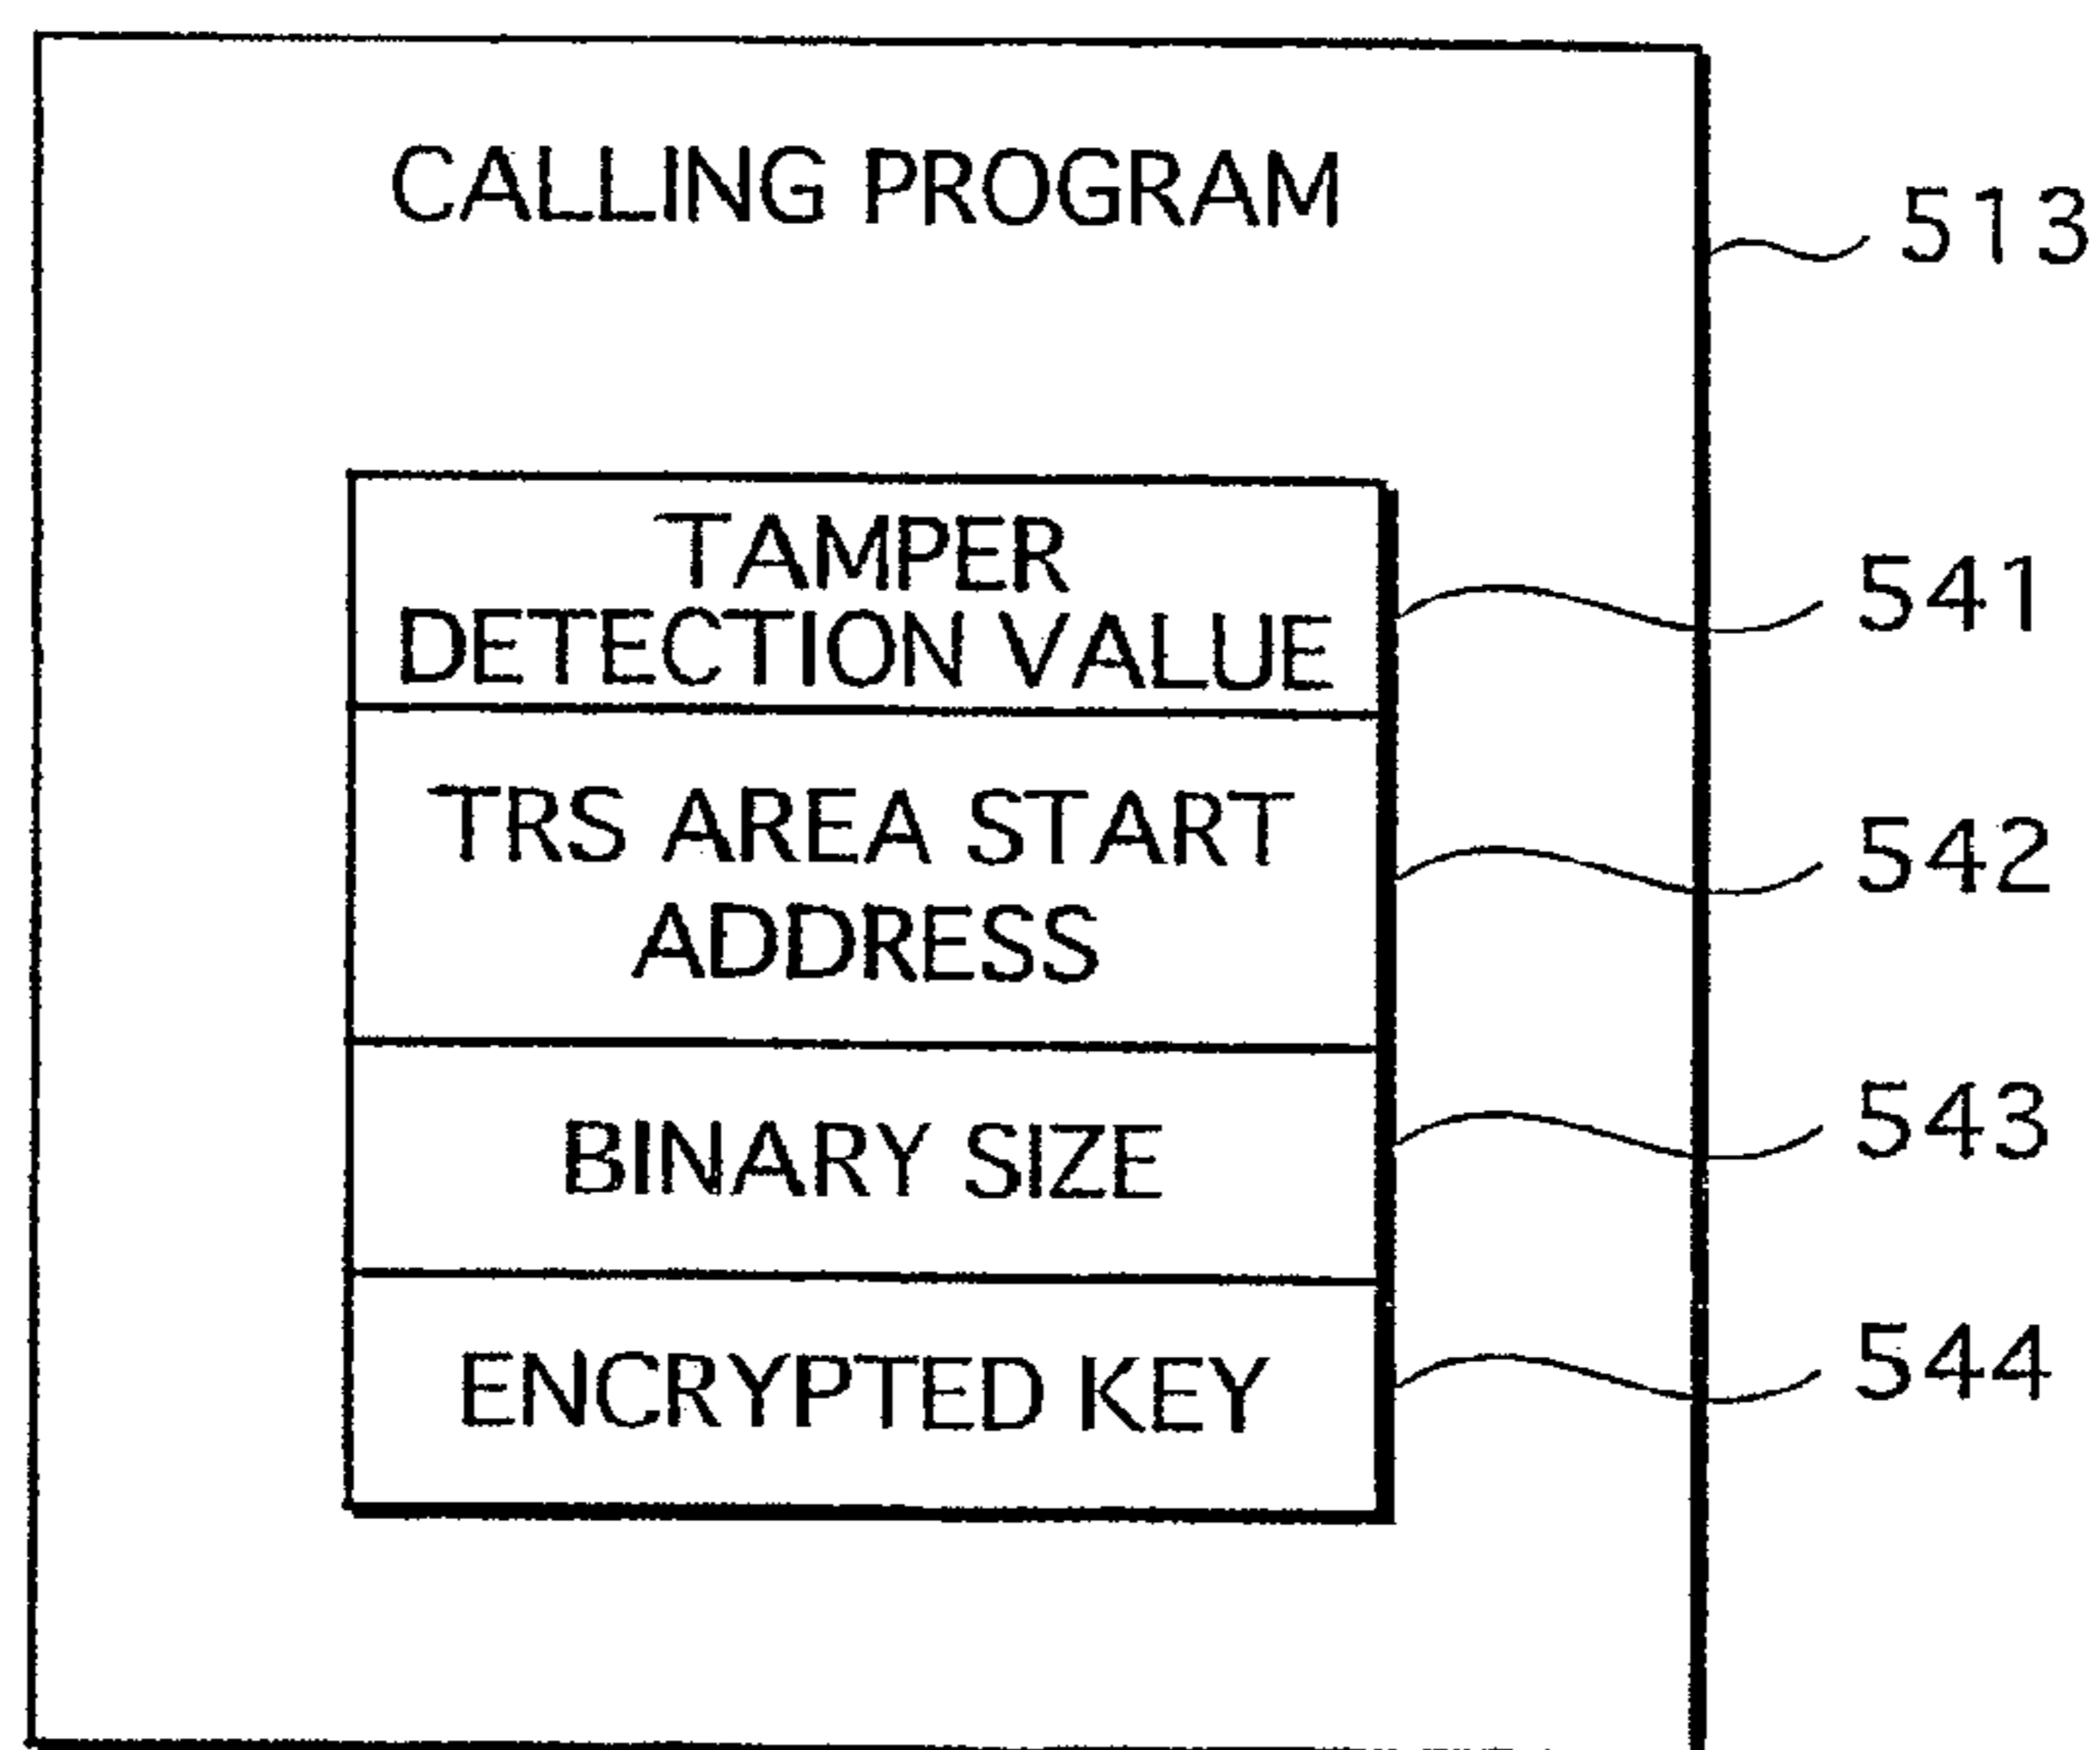 CALLING PROGRAM
513
TAMPER
DETECTION VALUE
541
TRS AREA START
ADDRESS
542
BINARY SIZE
543
ENCRYPTED KEY
544